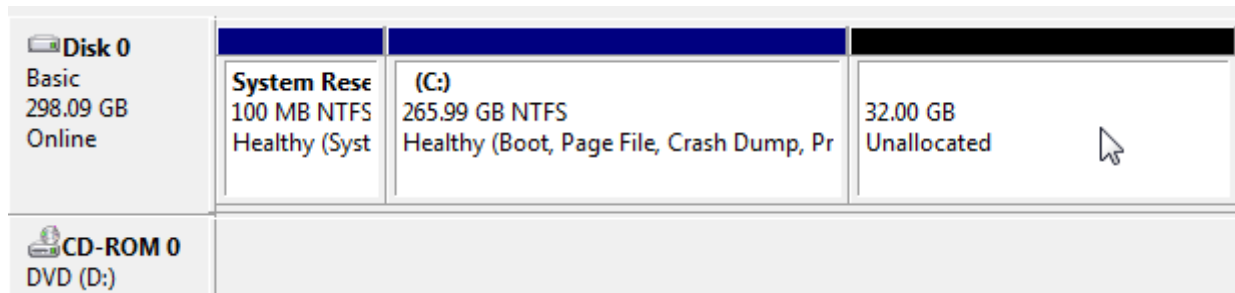 Disk 0
Basic
298.09 GB
Online
System Rese
100 MB NTFS
Healthy (Syst
(C:)
265.99 GB NTFS
Healthy (Boot, Page File, Crash Dump, Pr
32.00 GB
Unallocated
CD-ROM 0
DVD (D:)